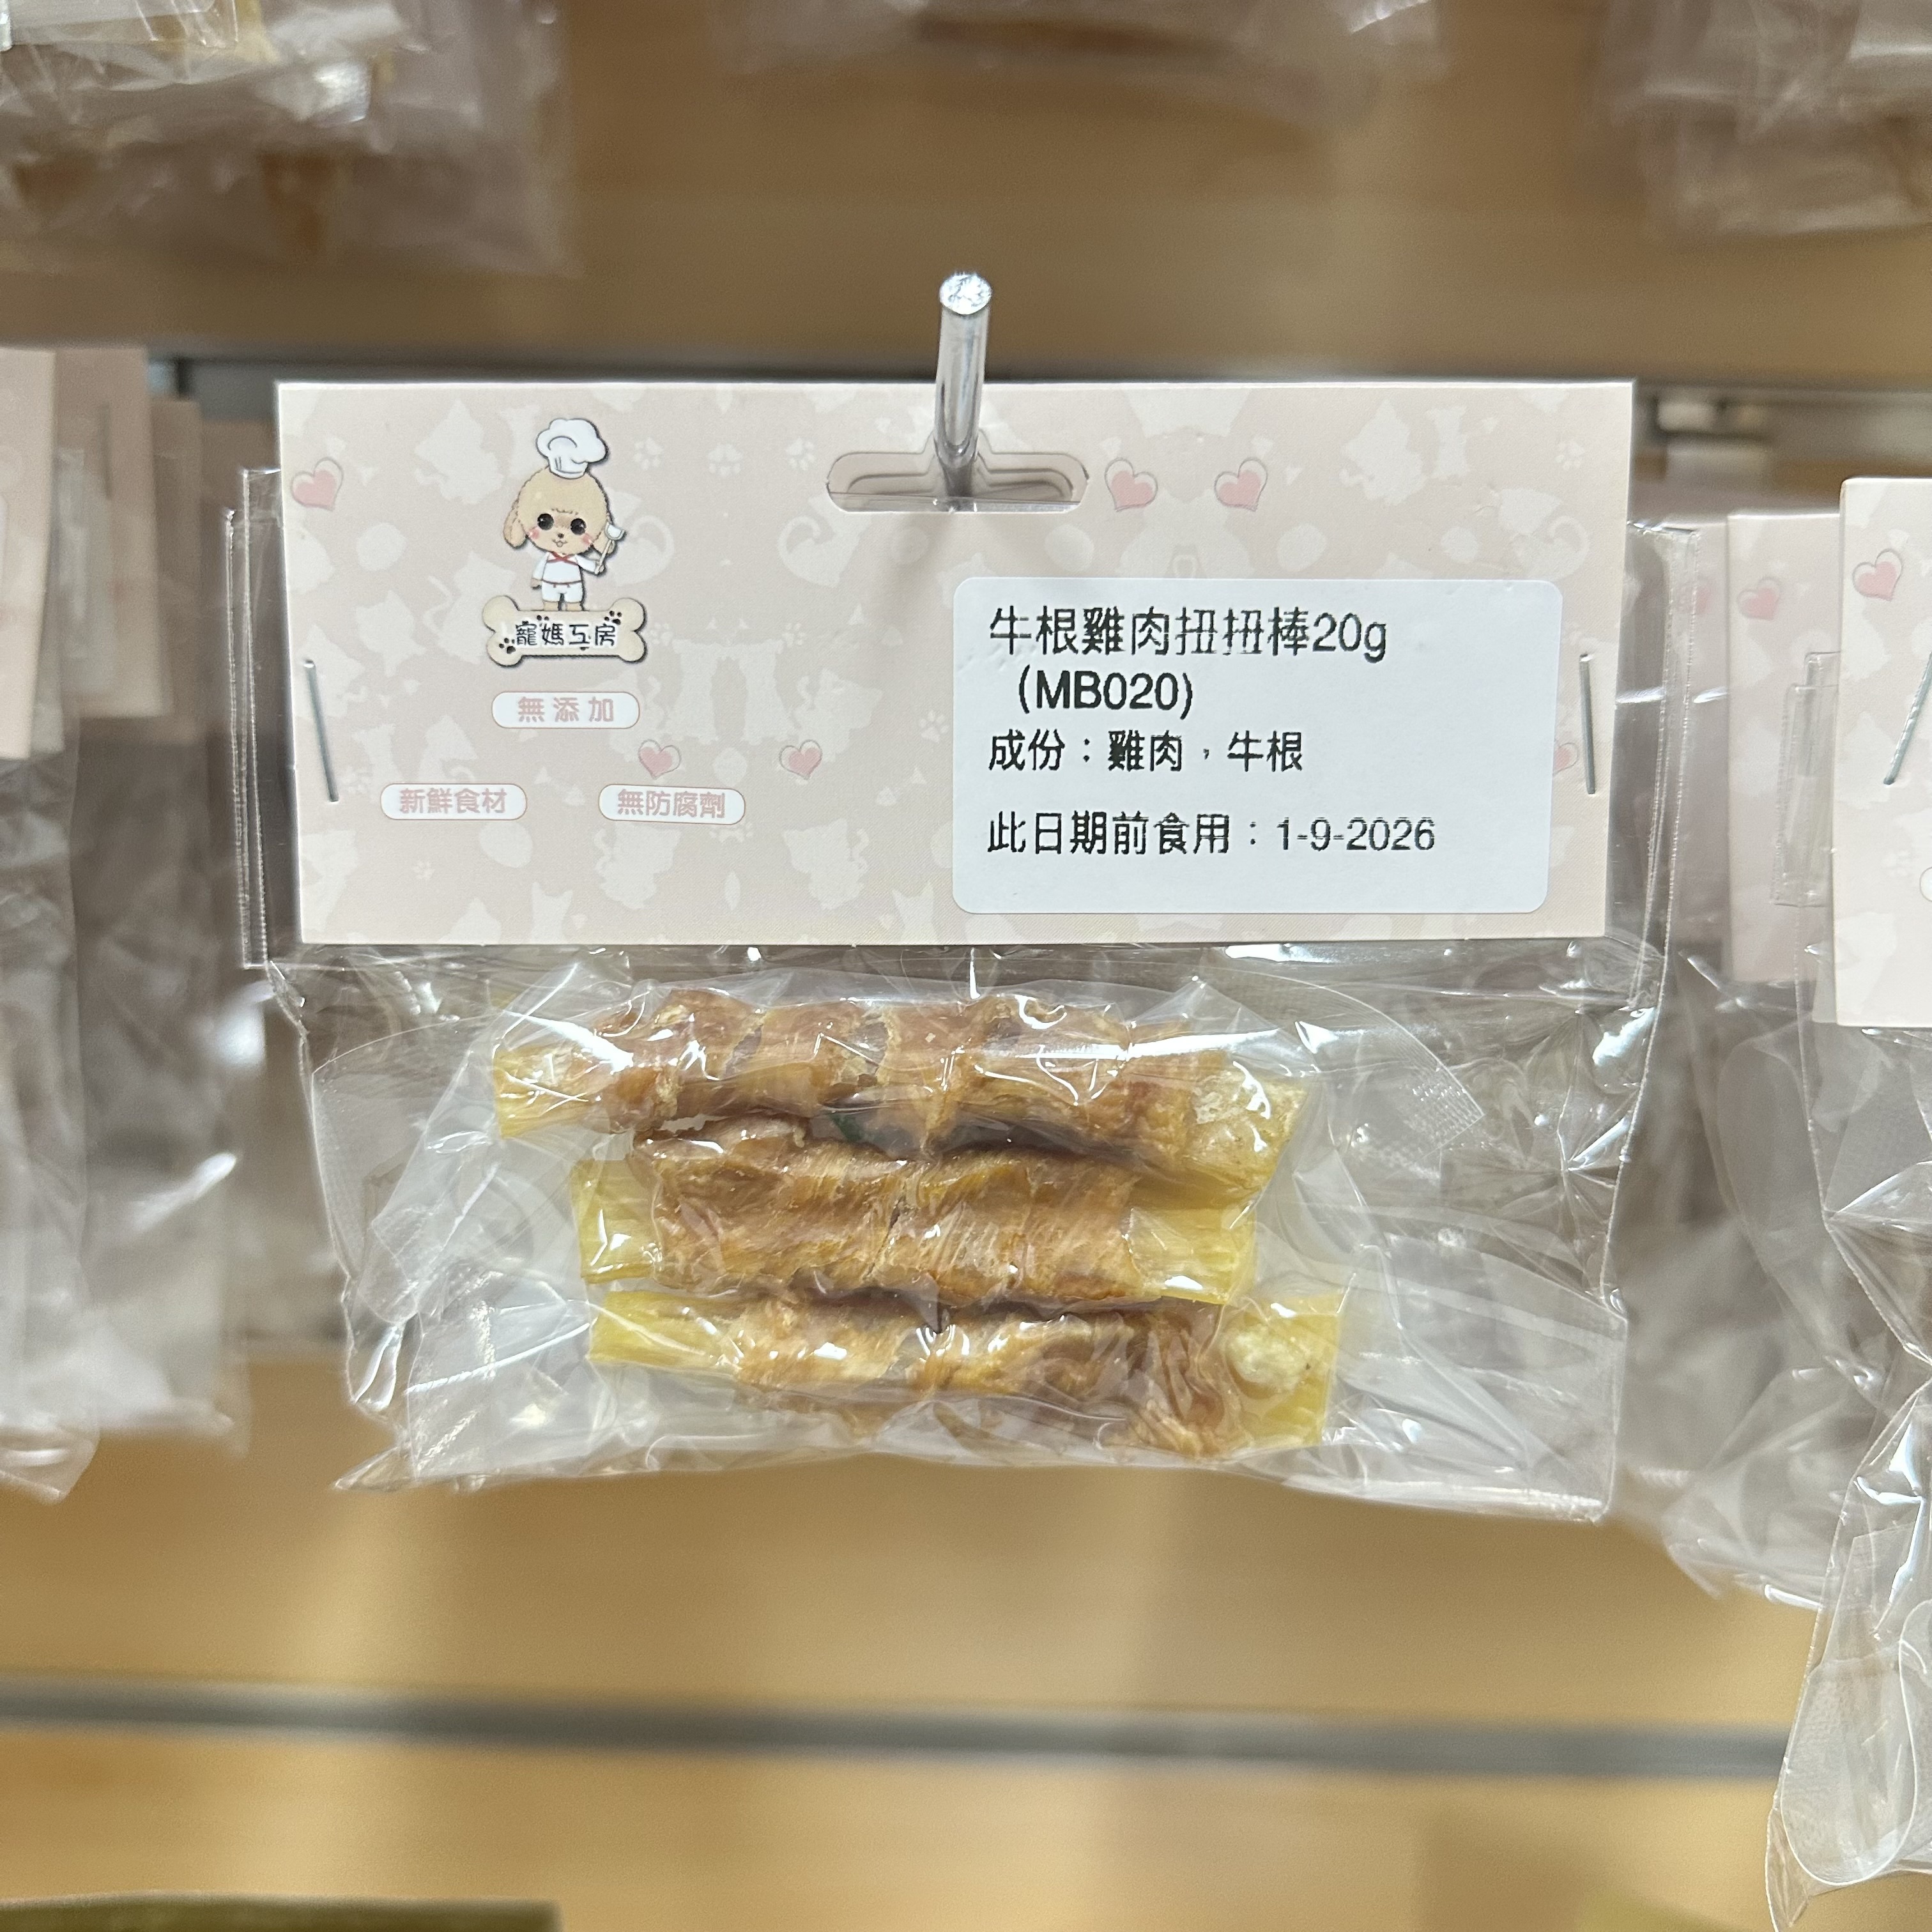 寵媽工房
無添加
新鮮食材
無防腐劑
牛根雞肉扭扭棒20g
(MB020)
成份：雞肉，牛根
此日期前食用：1-9-2026